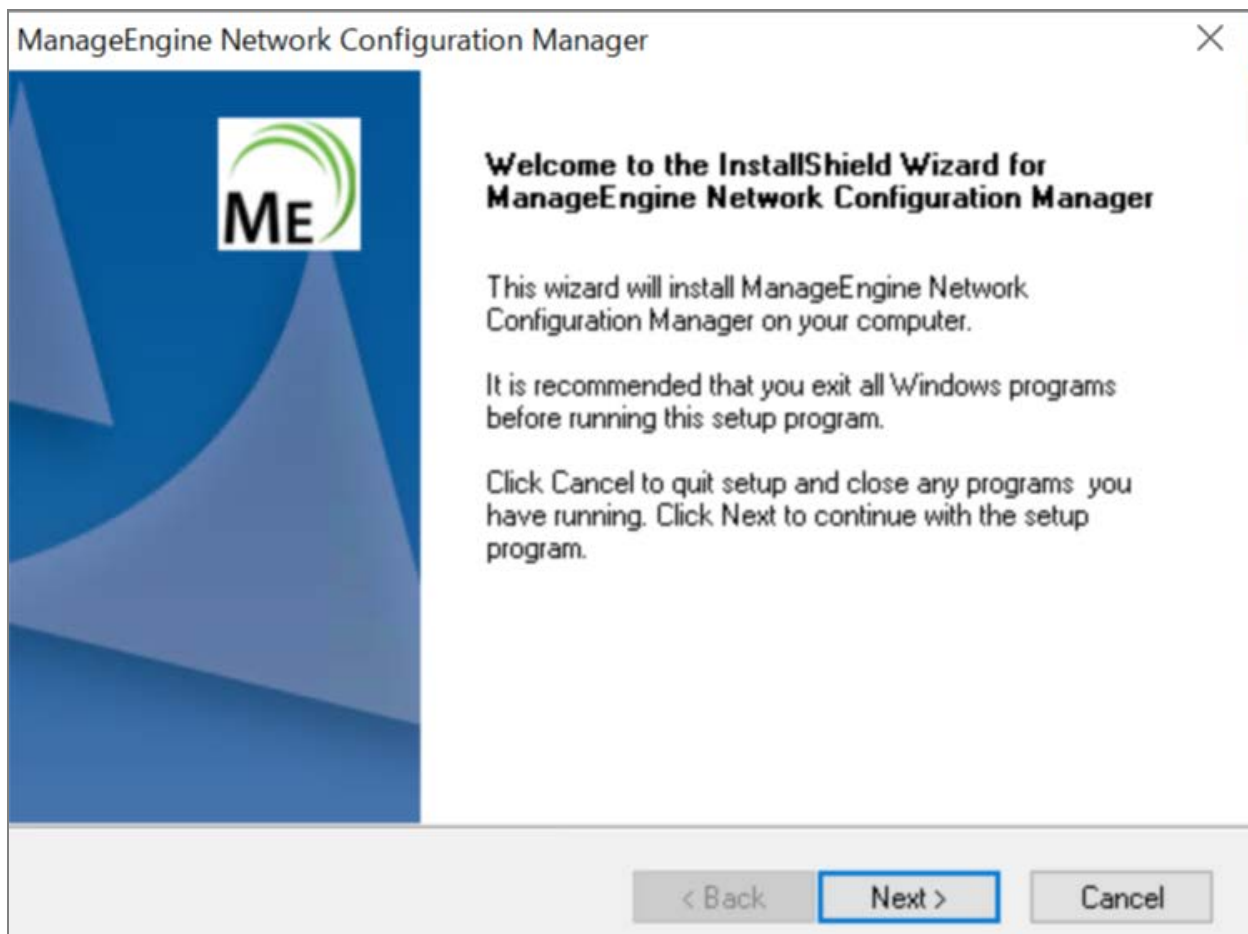 ManageEngine Network Configuration Manager
ME
Welcome to the InstallShield Wizard for
ManageEngine Network Configuration Manager
This wizard will install ManageEngine Network
Configuration Manager on your computer.
It is recommended that you exit all Windows programs
before running this setup program.
Click Cancel to quit setup and close any programs  you
have running. Click Next to continue with the setup
program.
< Back
Next >
Cancel